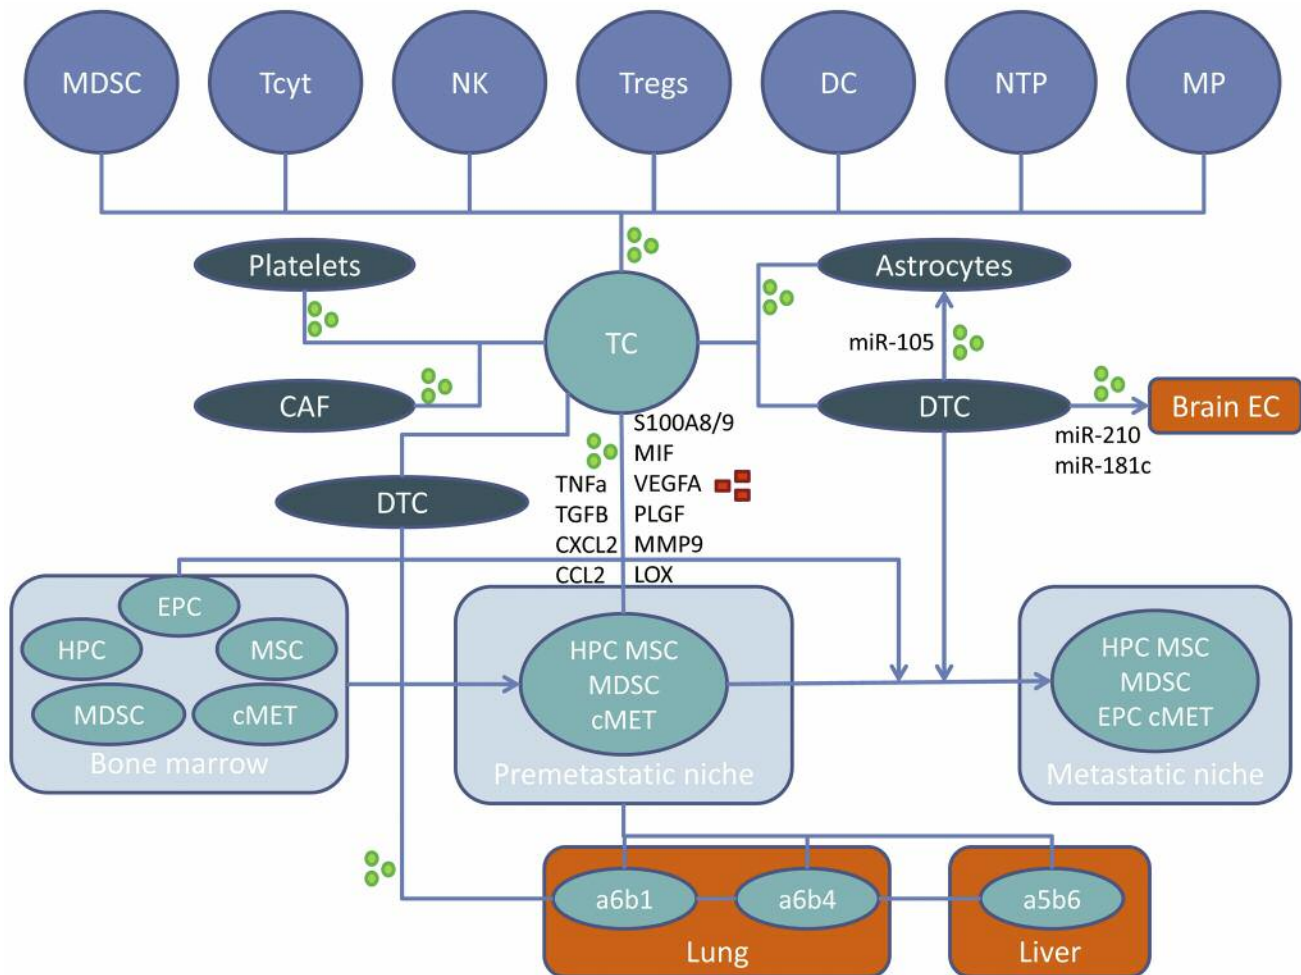 MDSC
Tcyt
NK
Tregs
DC
NTP
MP
Platelets
Astrocytes
TC
miR-105
CAF
DTC
Brain EC
miR-210
miR-181c
S100A8/9
MIF
VEGFA
PLGF
MMP9
LOX
TNFa
TGFB
CXCL2
CCL2
DTC
EPC
HPC
MSC
MDSC
cMET
Bone marrow
HPC MSC
MDSC
cMET
Premetastatic niche
HPC MSC
MDSC
EPC cMET
Metastatic niche
a6b1
a6b4
Lung
a5b6
Liver